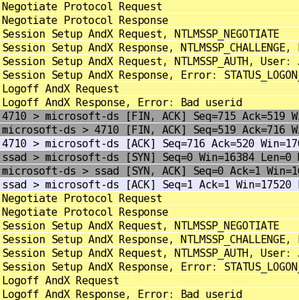 Negotiate Protocol Request
Negotiate Protocol Response
Session Setup AndX Request, NTLMSSP_NEGOTIATE
Session Setup AndX Response, NTLMSSP_CHALLENGE,
Session Setup AndX Request, NTLMSSP_AUTH, User:
Session Setup AndX Response, Error: STATUS_LOGON_
Logoff AndX Request
Logoff AndX Response, Error: Bad userid
4710 > microsoft-ds [FIN, ACK] Seq=715 Ack=519
microsoft-ds > 4710 [FIN, ACK] Seq=519 Ack=716
4710 > microsoft-ds [ACK] Seq=716 Ack=520
ssad > microsoft-ds [SYN] Seq=0 Win=16384 Len=0
microsoft-ds > ssad [SYN, ACK] Seq=0 Ack=1
ssad > microsoft-ds [ACK] Seq=1 Ack=1 Win=17520
Negotiate Protocol Request
Negotiate Protocol Response
Session Setup AndX Request, NTLMSSP_NEGOTIATE
Session Setup AndX Response, NTLMSSP_CHALLENGE,
Session Setup AndX Request, NTLMSSP_AUTH, User:
Session Setup AndX Response, Error: STATUS_LOGON_
Logoff AndX Request
Logoff AndX Response, Error: Bad userid